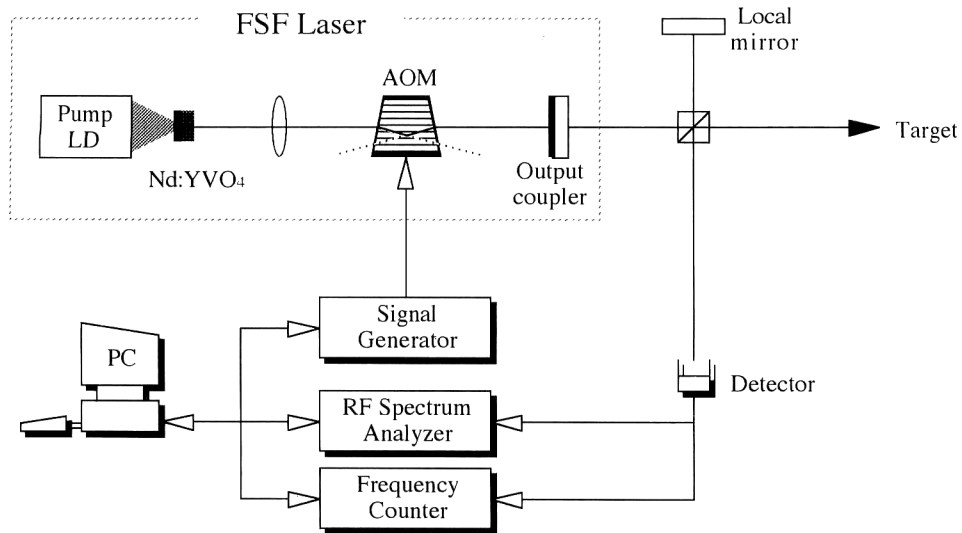 FSF Laser
Local
mirror
AOM
Pump
LD
Target
Nd:YVO₄
Output
coupler
Signal
Generator
PC
Detector
RF Spectrum
Analyzer
Frequency
Counter